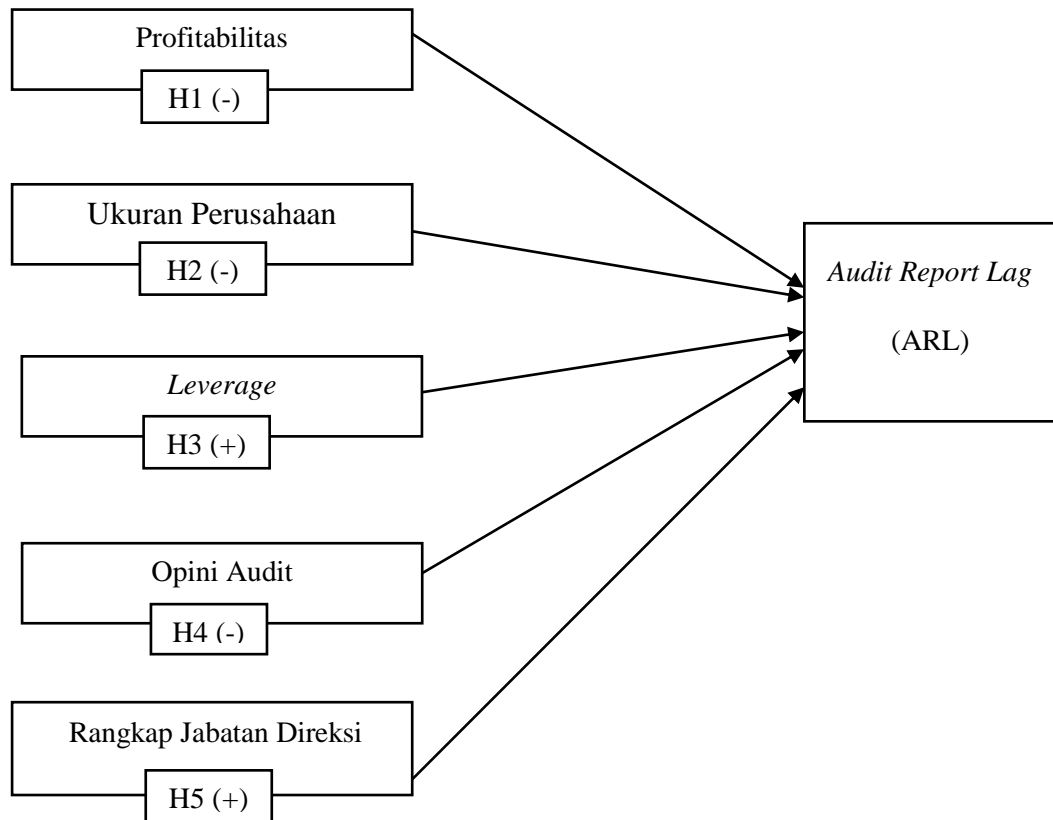 Profitabilitas
H1 (-)
Ukuran Perusahaan
H2 (-)
Leverage
H3 (+)
Opini Audit
H4 (-)
Rangkap Jabatan Direksi
H5 (+)
Audit Report Lag
(ARL)